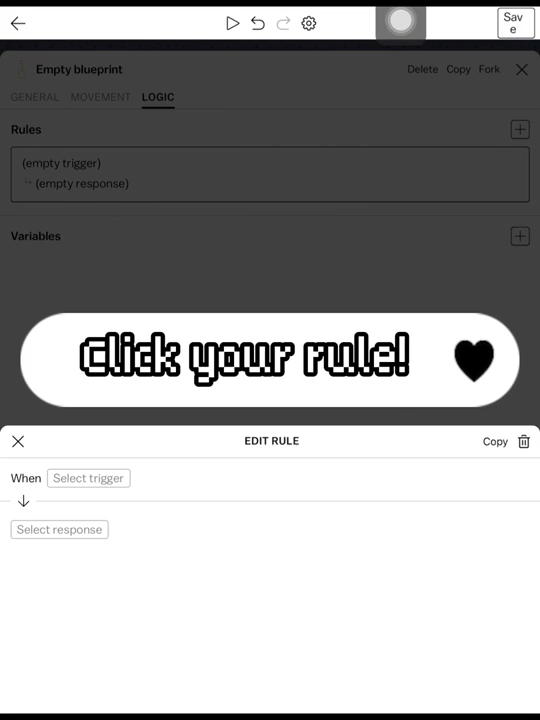 Sav
e
Empty blueprint
Delete Copy Fork
GENERAL MOVEMENT LOGIC
Rules
(empty trigger)
(empty response)
Variables
Click your rule!
EDIT RULE
Copy
When Select trigger
Select response